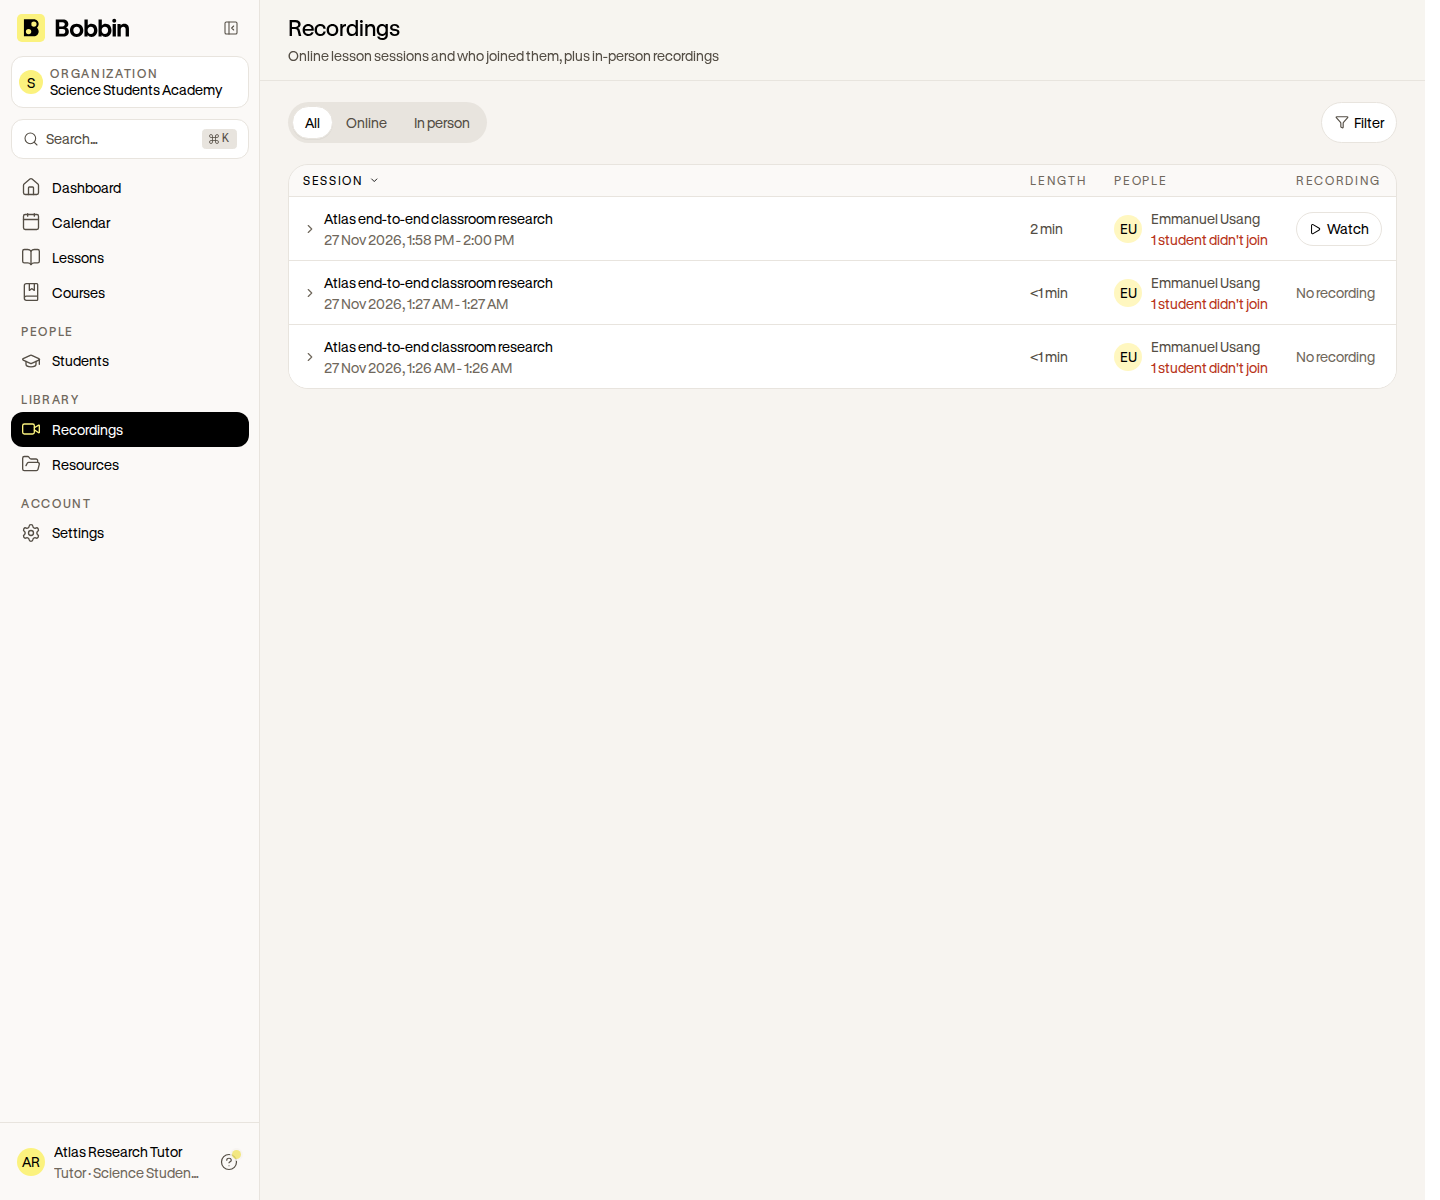 Bobbin
ORGANIZATION
S
Science Students Academy
Search...
⌘ K
Dashboard
Calendar
Lessons
Courses
PEOPLE
Students
LIBRARY
Recordings
Resources
ACCOUNT
Settings
AR
Atlas Research Tutor
Tutor · Science Studen...
Recordings
Online lesson sessions and who joined them, plus in-person recordings
All Online In person
Filter
SESSION LENGTH PEOPLE RECORDING
Atlas end-to-end classroom research
27 Nov 2026, 1:58 PM - 2:00 PM
2 min
EU
Emmanuel Usang
1 student didn't join
Watch
Atlas end-to-end classroom research
27 Nov 2026, 1:27 AM - 1:27 AM
<1 min
EU
Emmanuel Usang
1 student didn't join
No recording
Atlas end-to-end classroom research
27 Nov 2026, 1:26 AM - 1:26 AM
<1 min
EU
Emmanuel Usang
1 student didn't join
No recording